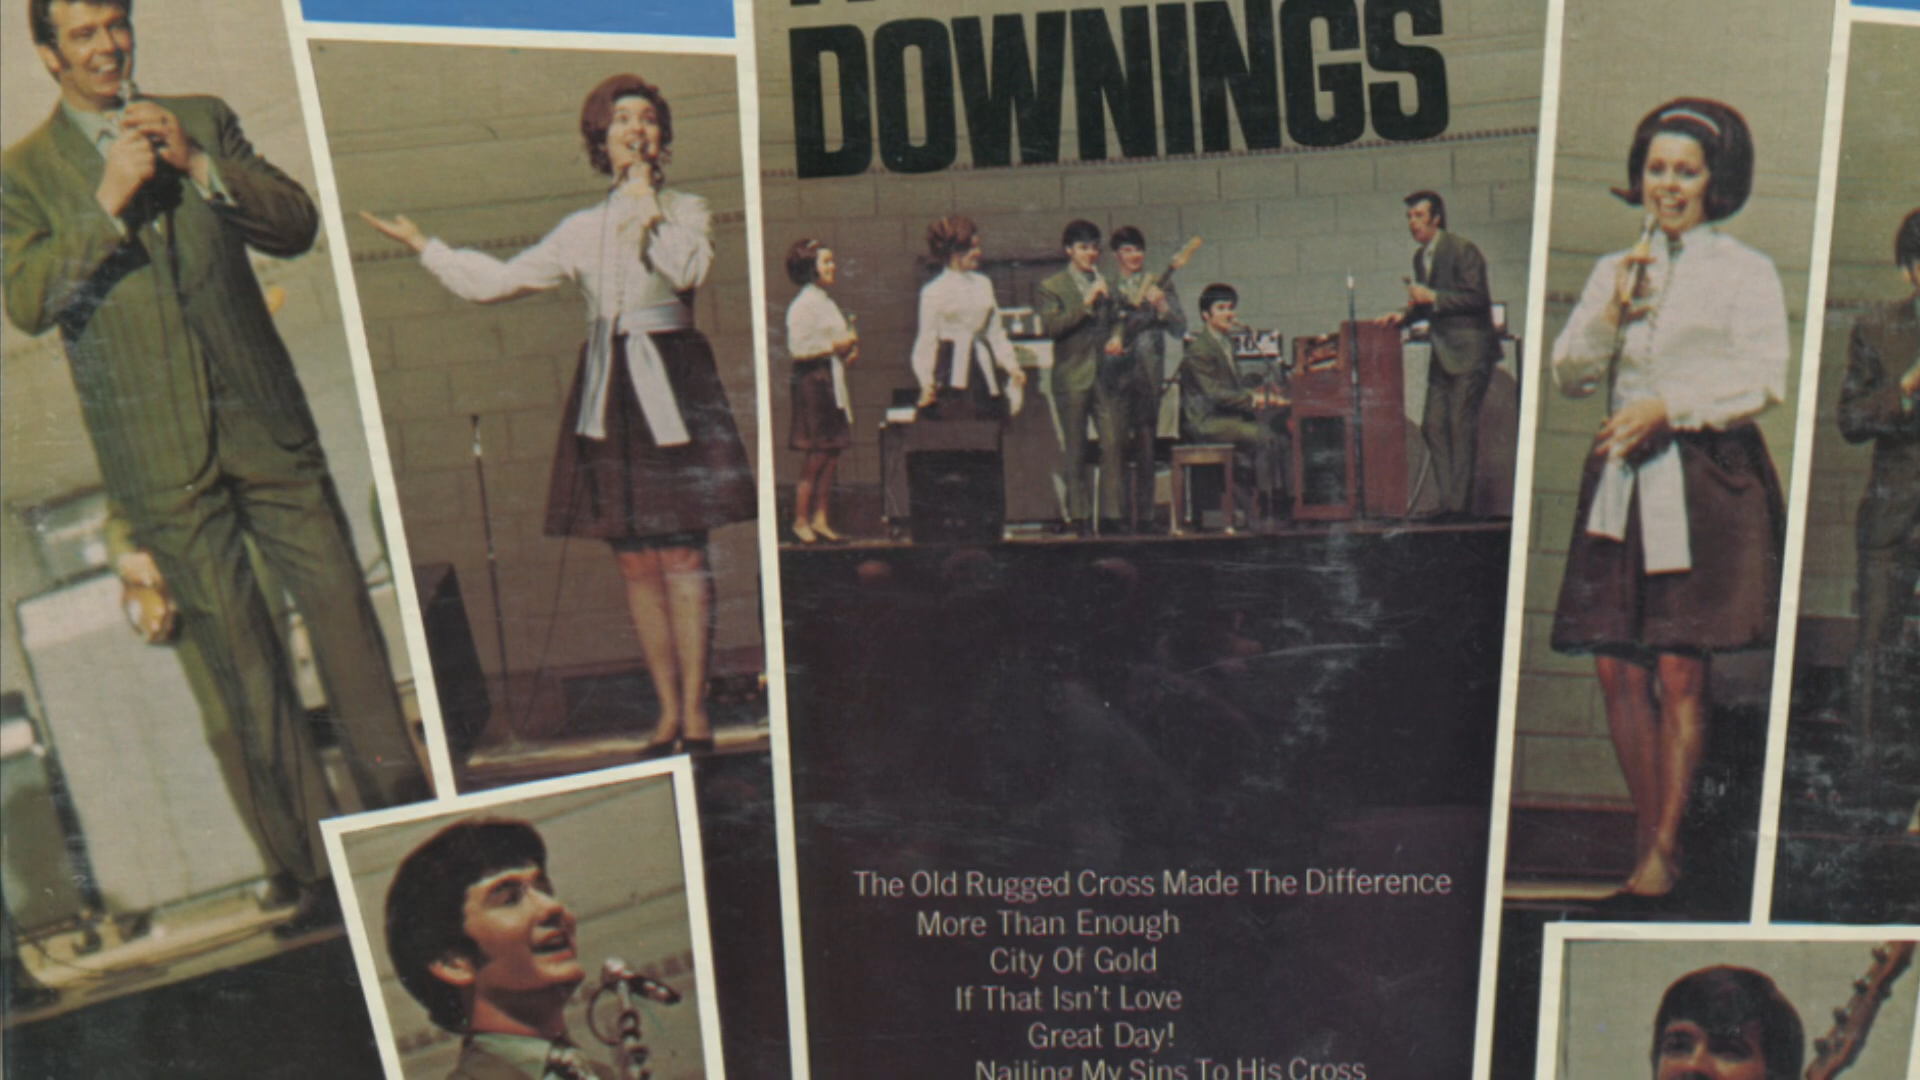 DOWNINGS
The Old Rugged Cross Made The Difference
More Than Enough
City Of Gold
If That Isn't Love
Great Day!
Nailing My Sins To His Cross